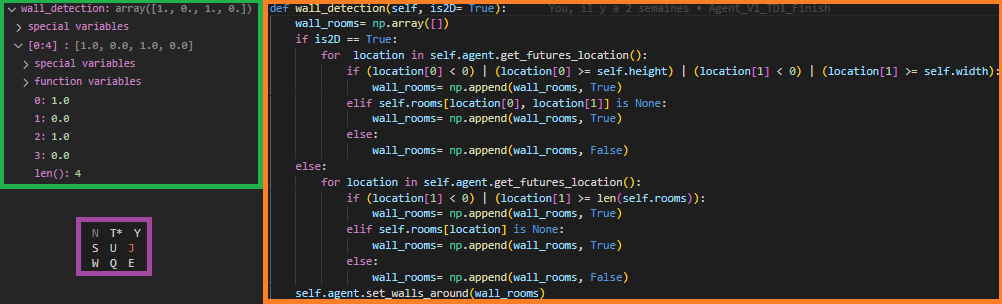 wall_detection: array([1., 0., 1., 0.])
special variables
[0:4] : [1.0, 0.0, 1.0, 0.0]
special variables
function variables
0: 1.0
1: 0.0
2: 1.0
3: 0.0
len(): 4
N T* Y
S U J
W Q E
def wall_detection(self, is2D= True): You, il y a 2 semaines • Agent_V1_TD1_Finish
wall_rooms= np.array([])
if is2D == True:
for location in self.agent.get_futures_location():
if (location[0] < 0) | (location[0] >= self.height) | (location[1] < 0) | (location[1] >= self.width):
wall_rooms= np.append(wall_rooms, True)
elif self.rooms[location[0], location[1]] is None:
wall_rooms= np.append(wall_rooms, True)
else:
wall_rooms= np.append(wall_rooms, False)
else:
for location in self.agent.get_futures_location():
if (location[1] < 0) | (location[1] >= len(self.rooms)):
wall_rooms= np.append(wall_rooms, True)
elif self.rooms[location] is None:
wall_rooms= np.append(wall_rooms, True)
else:
wall_rooms= np.append(wall_rooms, False)
self.agent.set_walls_around(wall_rooms)